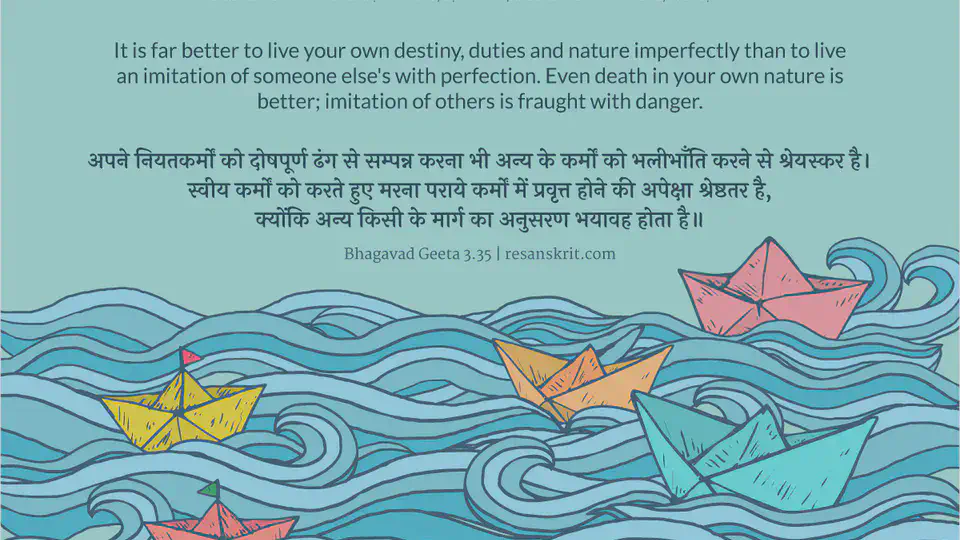 It is far better to live your own destiny, duties and nature imperfectly than to live
an imitation of someone else's with perfection. Even death in your own nature is
better; imitation of others is fraught with danger.
अपने नियतकर्मों को दोषपूर्ण ढंग से सम्पन्न करना भी अन्य के कर्मों को भलीभाँति करने से श्रेयस्कर है।
स्वीय कर्मों को करते हुए मरना पराये कर्मों में प्रवृत्त होने की अपेक्षा श्रेष्ठतर है,
क्योंकि अन्य किसी के मार्ग का अनुसरण भयावह होता है॥
Bhagavad Geeta 3.35 | resanskrit.com